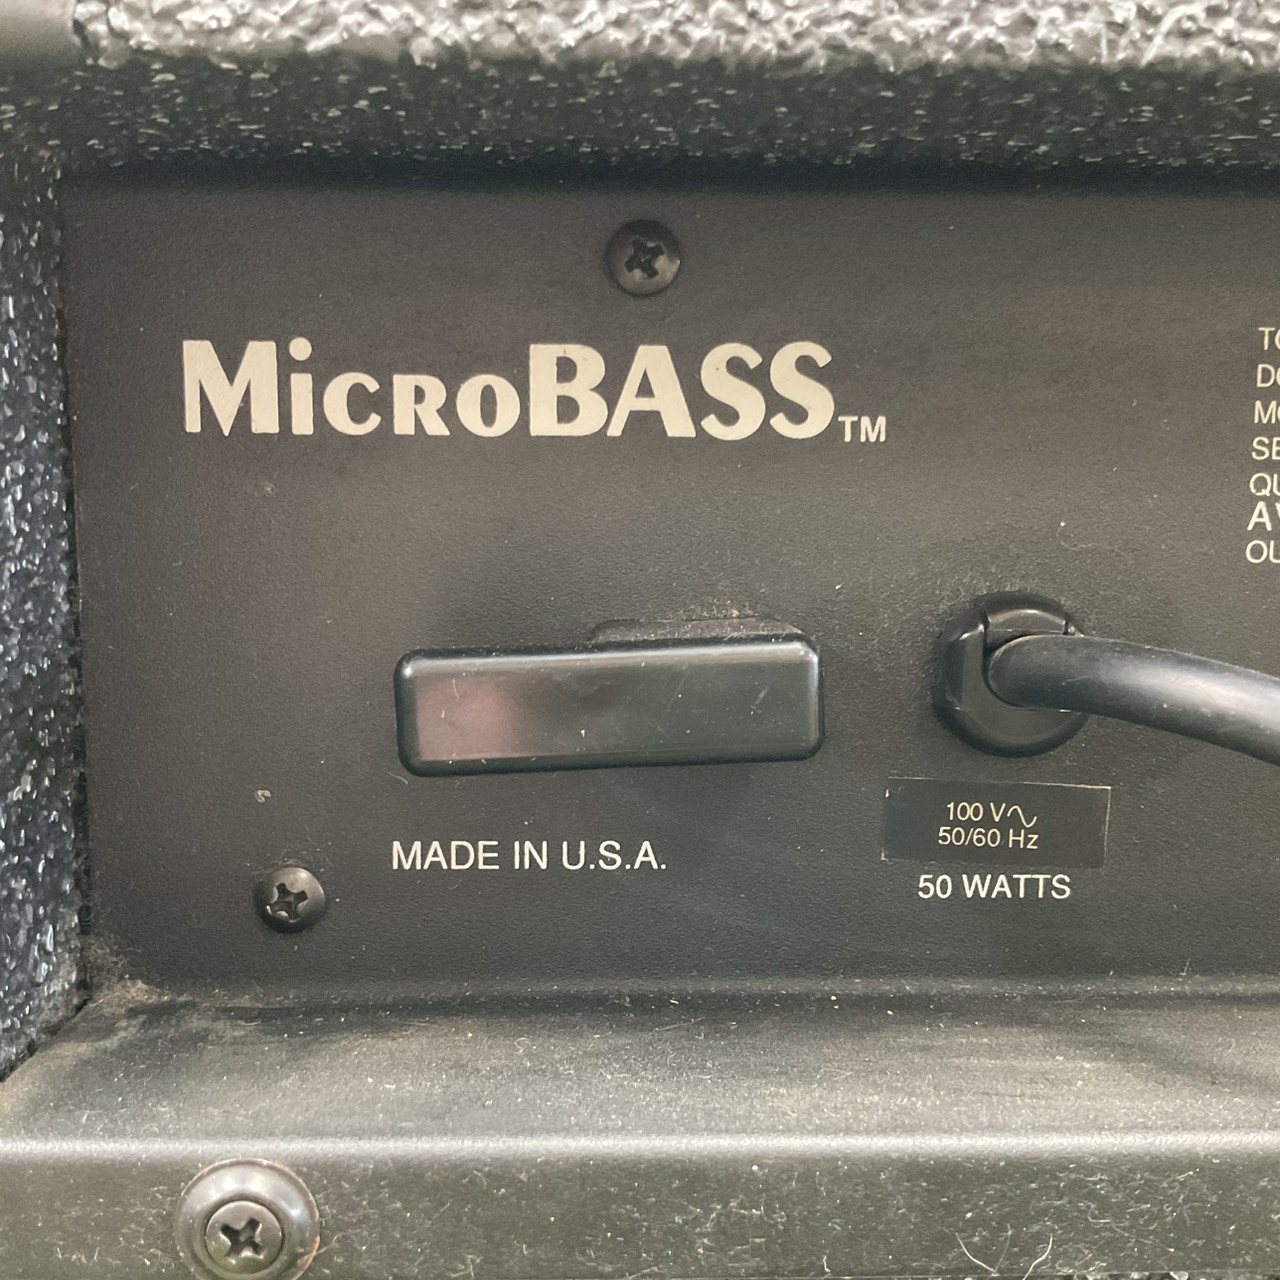 MicroBASS™
MADE IN U.S.A.
100 V∿
50/60 Hz
50 WATTS